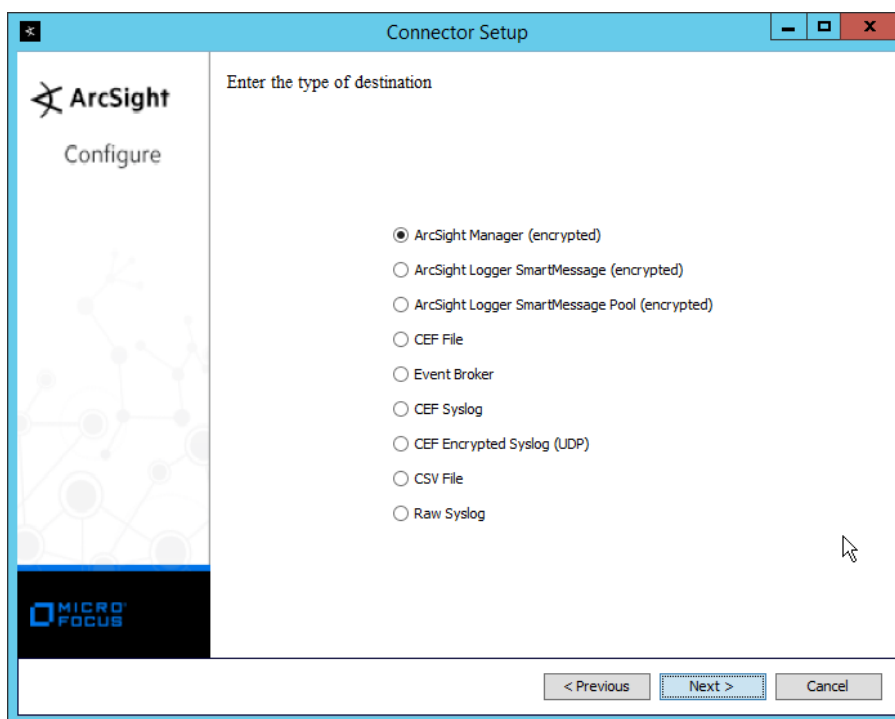 Connector Setup
ArcSight
Configure
Enter the type of destination
ArcSight Manager (encrypted)
ArcSight Logger SmartMessage (encrypted)
ArcSight Logger SmartMessage Pool (encrypted)
CEF File
Event Broker
CEF Syslog
CEF Encrypted Syslog (UDP)
CSV File
Raw Syslog
MICRO
FOCUS
< Previous
Next >
Cancel